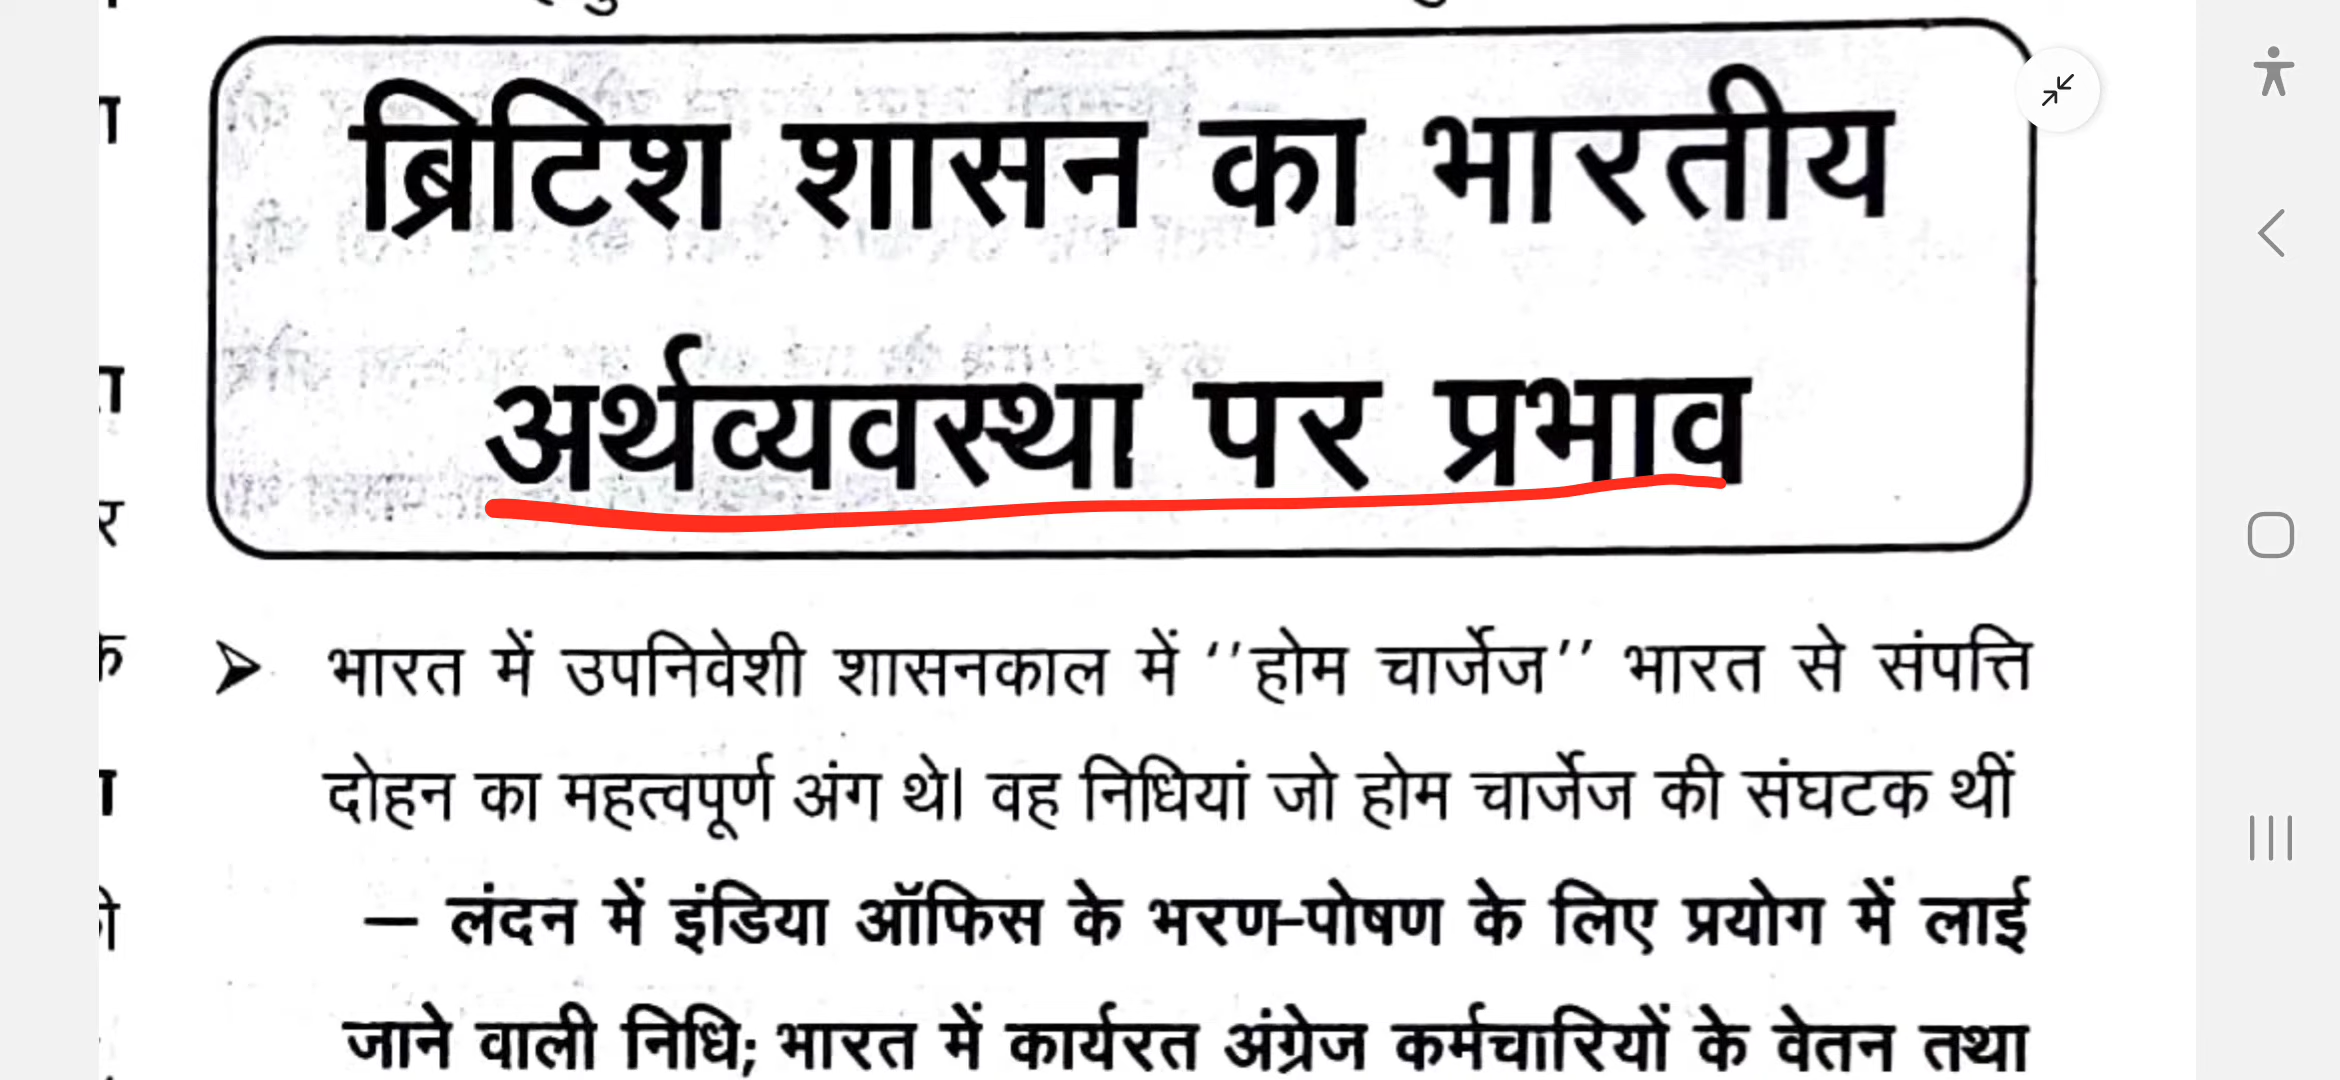 ब्रिटिश शासन का भारतीय
अर्थव्यवस्था पर प्रभाव
➢ भारत में उपनिवेशी शासनकाल में ‘‘होम चार्जेज’’ भारत से संपत्ति
दोहन का महत्वपूर्ण अंग थे। वह निधियां जो होम चार्जेज की संघटक थीं
— लंदन में इंडिया ऑफिस के भरण-पोषण के लिए प्रयोग में लाई
जाने वाली निधि; भारत में कार्यरत अंग्रेज कर्मचारियों के वेतन तथा